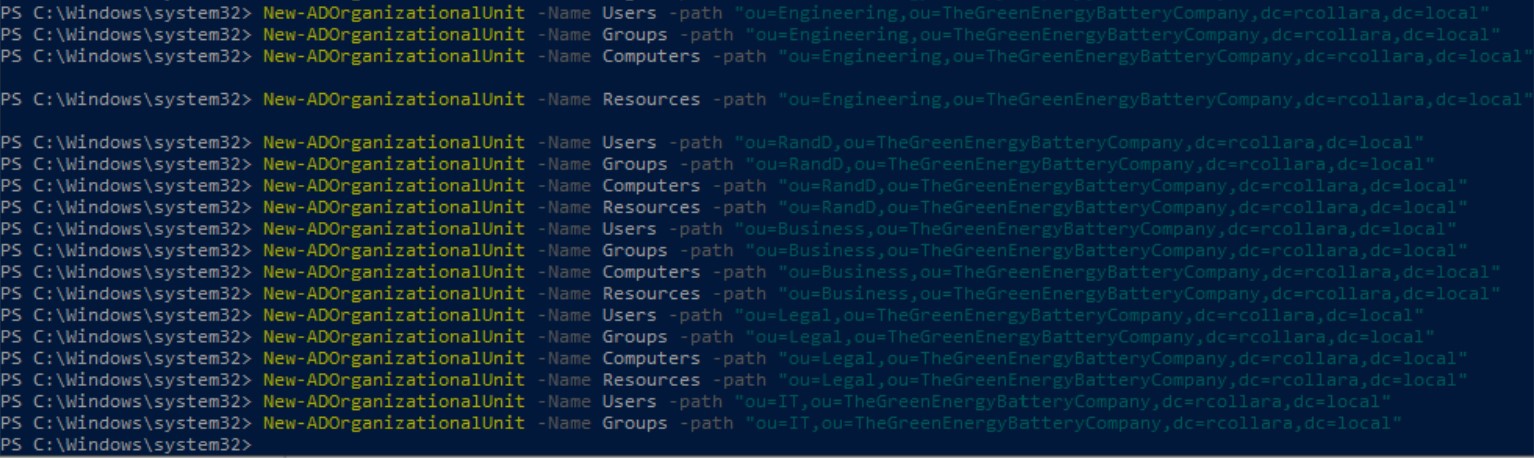 PS C:\Windows\system32> New-ADOrganizationalUnit -Name Users -path "ou=Engineering,ou=TheGreenEnergyBatteryCompany,dc=rcollara,dc=local"
PS C:\Windows\system32> New-ADOrganizationalUnit -Name Groups -path "ou=Engineering,ou=TheGreenEnergyBatteryCompany,dc=rcollara,dc=local"
PS C:\Windows\system32> New-ADOrganizationalUnit -Name Computers -path "ou=Engineering,ou=TheGreenEnergyBatteryCompany,dc=rcollara,dc=local"
PS C:\Windows\system32> New-ADOrganizationalUnit -Name Resources -path "ou=Engineering,ou=TheGreenEnergyBatteryCompany,dc=rcollara,dc=local"
PS C:\Windows\system32> New-ADOrganizationalUnit -Name Users -path "ou=RandD,ou=TheGreenEnergyBatteryCompany,dc=rcollara,dc=local"
PS C:\Windows\system32> New-ADOrganizationalUnit -Name Groups -path "ou=RandD,ou=TheGreenEnergyBatteryCompany,dc=rcollara,dc=local"
PS C:\Windows\system32> New-ADOrganizationalUnit -Name Computers -path "ou=RandD,ou=TheGreenEnergyBatteryCompany,dc=rcollara,dc=local"
PS C:\Windows\system32> New-ADOrganizationalUnit -Name Resources -path "ou=RandD,ou=TheGreenEnergyBatteryCompany,dc=rcollara,dc=local"
PS C:\Windows\system32> New-ADOrganizationalUnit -Name Users -path "ou=Business,ou=TheGreenEnergyBatteryCompany,dc=rcollara,dc=local"
PS C:\Windows\system32> New-ADOrganizationalUnit -Name Groups -path "ou=Business,ou=TheGreenEnergyBatteryCompany,dc=rcollara,dc=local"
PS C:\Windows\system32> New-ADOrganizationalUnit -Name Computers -path "ou=Business,ou=TheGreenEnergyBatteryCompany,dc=rcollara,dc=local"
PS C:\Windows\system32> New-ADOrganizationalUnit -Name Resources -path "ou=Business,ou=TheGreenEnergyBatteryCompany,dc=rcollara,dc=local"
PS C:\Windows\system32> New-ADOrganizationalUnit -Name Users -path "ou=Legal,ou=TheGreenEnergyBatteryCompany,dc=rcollara,dc=local"
PS C:\Windows\system32> New-ADOrganizationalUnit -Name Groups -path "ou=Legal,ou=TheGreenEnergyBatteryCompany,dc=rcollara,dc=local"
PS C:\Windows\system32> New-ADOrganizationalUnit -Name Computers -path "ou=Legal,ou=TheGreenEnergyBatteryCompany,dc=rcollara,dc=local"
PS C:\Windows\system32> New-ADOrganizationalUnit -Name Resources -path "ou=Legal,ou=TheGreenEnergyBatteryCompany,dc=rcollara,dc=local"
PS C:\Windows\system32> New-ADOrganizationalUnit -Name Users -path "ou=IT,ou=TheGreenEnergyBatteryCompany,dc=rcollara,dc=local"
PS C:\Windows\system32> New-ADOrganizationalUnit -Name Groups -path "ou=IT,ou=TheGreenEnergyBatteryCompany,dc=rcollara,dc=local"
PS C:\Windows\system32>